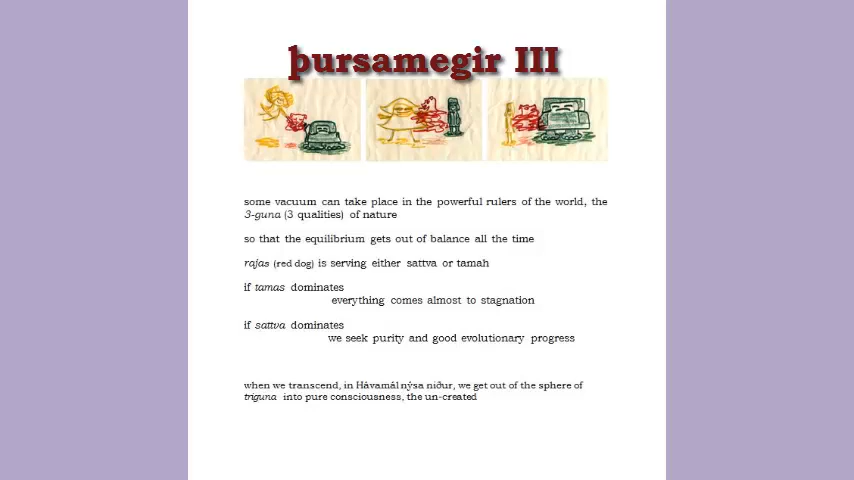 þursamegir III
some vacuum can take place in the powerful rulers of the world, the
3-guna (3 qualities) of nature
so that the equilibrium gets out of balance all the time
rajas (red dog) is serving either sattva or tamah
if tamas dominates
everything comes almost to stagnation
if sattva dominates
we seek purity and good evolutionary progress
when we transcend, in Hávamál nýsa niður, we get out of the sphere of
triguna into pure consciousness, the un-created